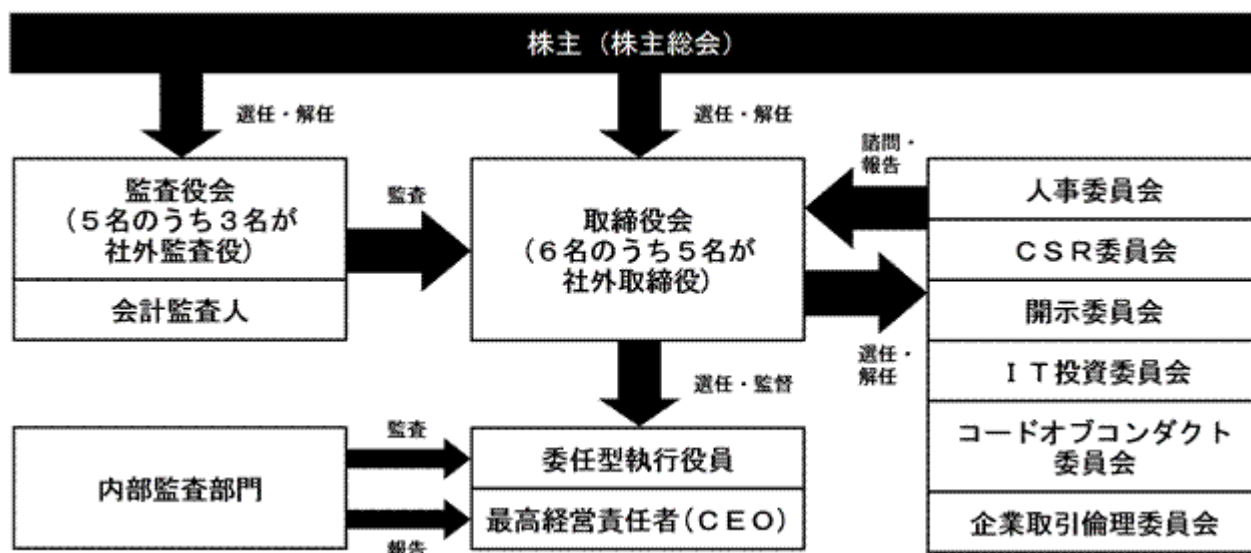 株主（株主総会）
選任・解任
選任・解任
監査役会
（５名のうち３名が
社外監査役）
会計監査人
監査
取締役会
（６名のうち５名が
社外取締役）
諮問・
報告
選任・
解任
人事委員会
ＣＳＲ委員会
開示委員会
ＩＴ投資委員会
コードオブコンダクト
委員会
企業取引倫理委員会
選任・監督
内部監査部門
監査
報告
委任型執行役員
最高経営責任者（ＣＥＯ）